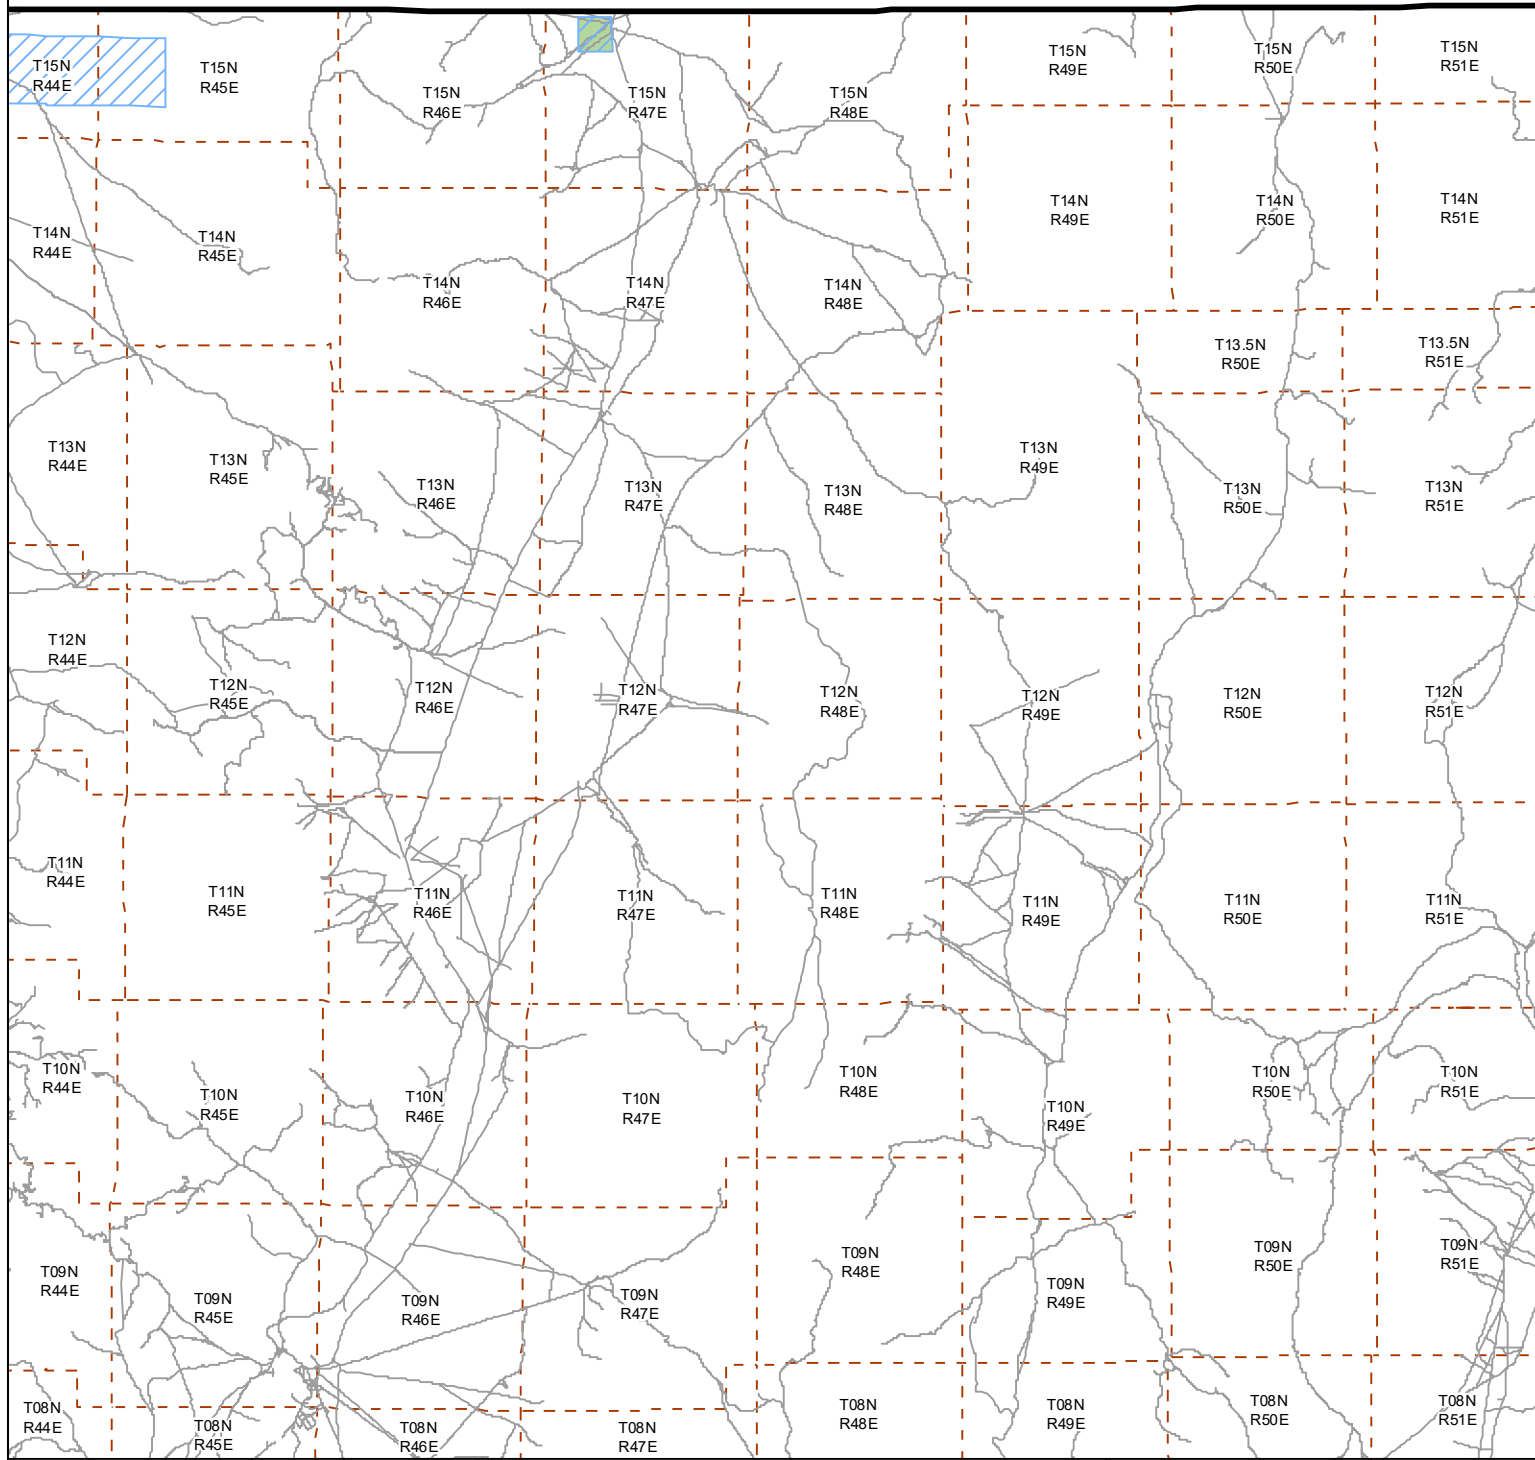 T15N
R44E
T15N
R45E
T15N
R46E
T15N
R47E
T15N
R48E
T15N
R49E
T15N
R50E
T15N
R51E
T14N
R44E
T14N
R45E
T14N
R46E
T14N
R47E
T14N
R48E
T14N
R49E
T14N
R50E
T14N
R51E
T13.5N
R50E
T13.5N
R51E
T13N
R44E
T13N
R45E
T13N
R46E
T13N
R47E
T13N
R48E
T13N
R49E
T13N
R50E
T13N
R51E
T12N
R44E
T12N
R45E
T12N
R46E
T12N
R47E
T12N
R48E
T12N
R49E
T12N
R50E
T12N
R51E
T11N
R44E
T11N
R45E
T11N
R46E
T11N
R47E
T11N
R48E
T11N
R49E
T11N
R50E
T11N
R51E
T10N
R44E
T10N
R45E
T10N
R46E
T10N
R47E
T10N
R48E
T10N
R49E
T10N
R50E
T10N
R51E
T09N
R44E
T09N
R45E
T09N
R46E
T09N
R47E
T09N
R48E
T09N
R49E
T09N
R50E
T09N
R51E
T08N
R44E
T08N
R45E
T08N
R46E
T08N
R47E
T08N
R48E
T08N
R49E
T08N
R50E
T08N
R51E